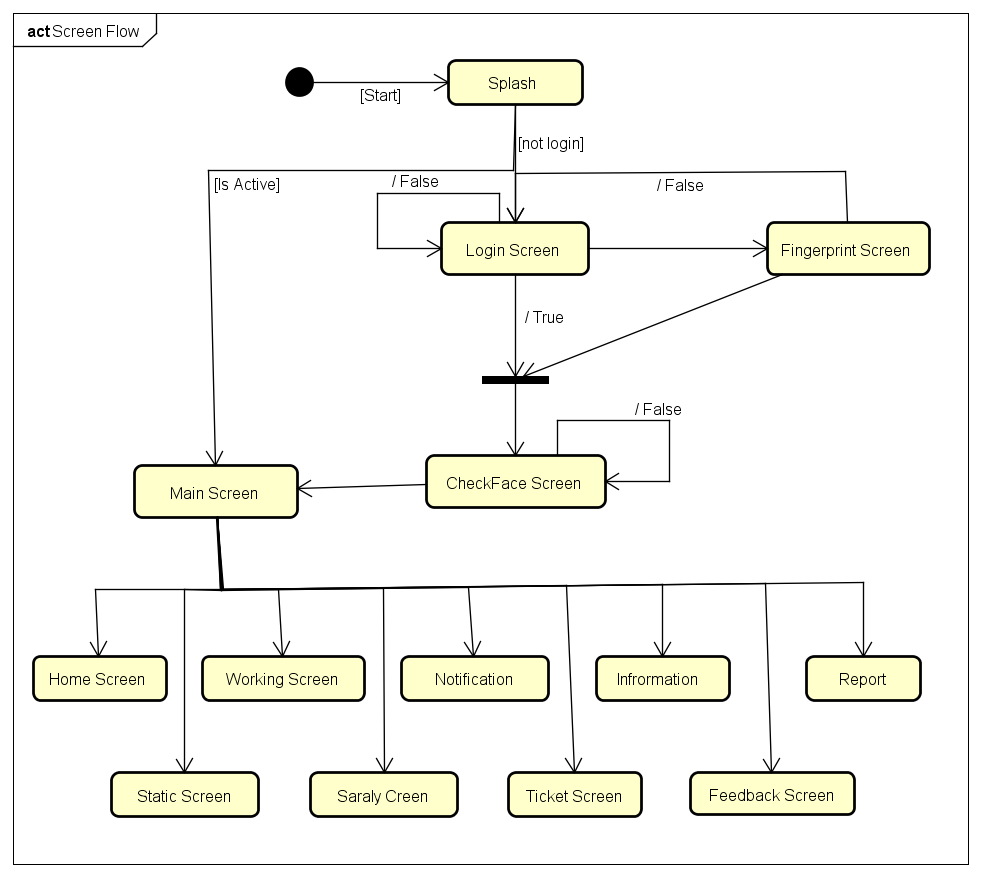 act Screen Flow
Splash
[Start]
[not login]
[Is Active]
/ False
/ False
Login Screen
Fingerprint Screen
/ True
/ False
CheckFace Screen
Main Screen
Home Screen
Working Screen
Notification
Infromation
Report
Static Screen
Saraly Creen
Ticket Screen
Feedback Screen